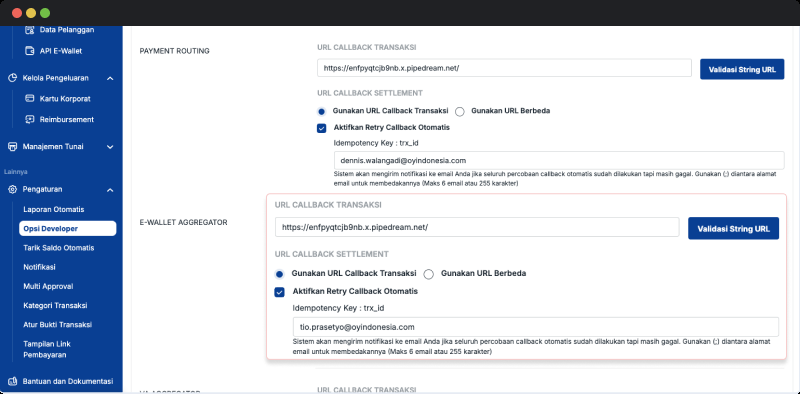 Data Pelanggan
API E-Wallet
Kelola Pengeluaran
Kartu Korporat
Reimbursement
Manajemen Tunai
Lainnya
Pengaturan
Laporan Otomatis
Opsi Developer
Tarik Saldo Otomatis
Notifikasi
Multi Approval
Kategori Transaksi
Atur Bukti Transaksi
Tampilan Link
Pembayaran
Bantuan dan Dokumentasi
PAYMENT ROUTING
URL CALLBACK TRANSAKSI
https://enfpyqtcjb9nb.x.pipedream.net/
Validasi String URL
URL CALLBACK SETTLEMENT
Gunakan URL Callback Transaksi
Gunakan URL Berbeda
Aktifkan Retry Callback Otomatis
Idempotency Key : trx_id
dennis.walangadi@oyindonesia.com
Sistem akan mengirim notifikasi ke email Anda jika seluruh percobaan callback otomatis sudah dilakukan tapi masih gagal. Gunakan (;) diantara alamat
email untuk membedakannya (Maks 6 email atau 255 karakter)
E-WALLET AGGREGATOR
URL CALLBACK TRANSAKSI
https://enfpyqtcjb9nb.x.pipedream.net/
Validasi String URL
URL CALLBACK SETTLEMENT
Gunakan URL Callback Transaksi
Gunakan URL Berbeda
Aktifkan Retry Callback Otomatis
Idempotency Key : trx_id
tio.prasetyo@oyindonesia.com
Sistem akan mengirim notifikasi ke email Anda jika seluruh percobaan callback otomatis sudah dilakukan tapi masih gagal. Gunakan (;) diantara alamat
email untuk membedakannya (Maks 6 email atau 255 karakter)
VA AGGREGATOR
URL CALLBACK TRANSAKSI